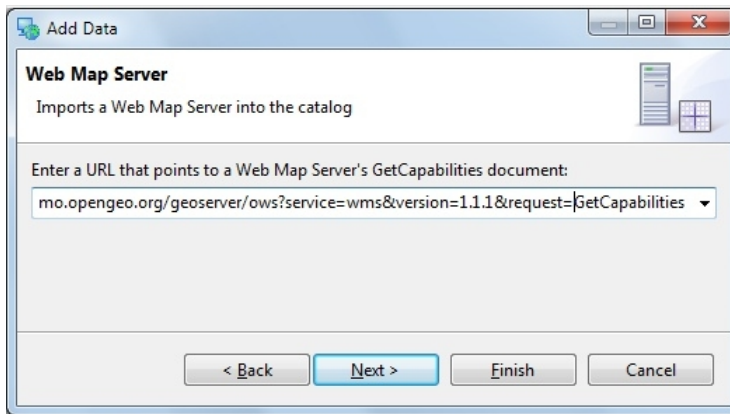 Add Data
Web Map Server
Imports a Web Map Server into the catalog
Enter a URL that points to a Web Map Server's GetCapabilities document:
mo.opengeo.org/geoserver/ows?service=wms&version=1.1.1&request=GetCapabilities
< Back Next > Finish Cancel